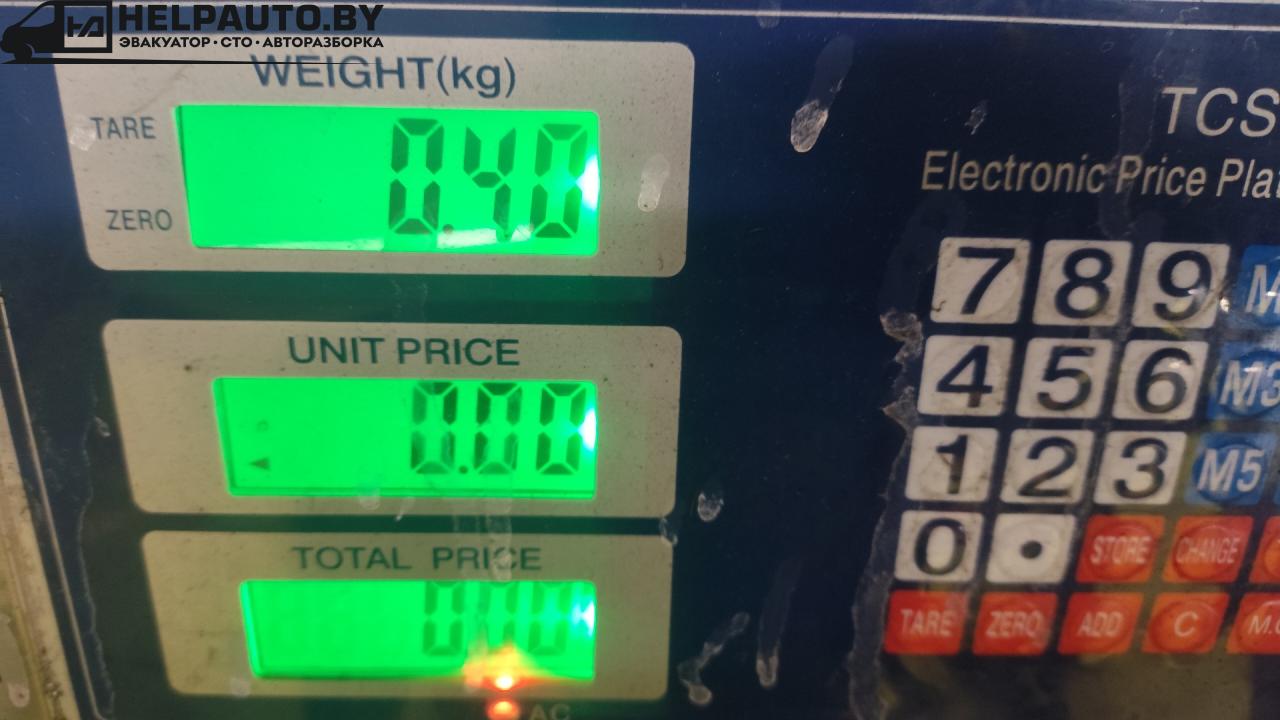 HELPAUTO.BY
ЭВАКУАТОР·СТО·АВТОРАЗБОРКА
WEIGHT(kg)
TARE
0.40
ZERO
UNIT PRICE
0.00
TOTAL PRICE
AC
TCS
Electronic Price
7 8 9
4 5 6 M3
1 2 3 M5
0 • STORE CHANGE
TARE ZERO ADD C